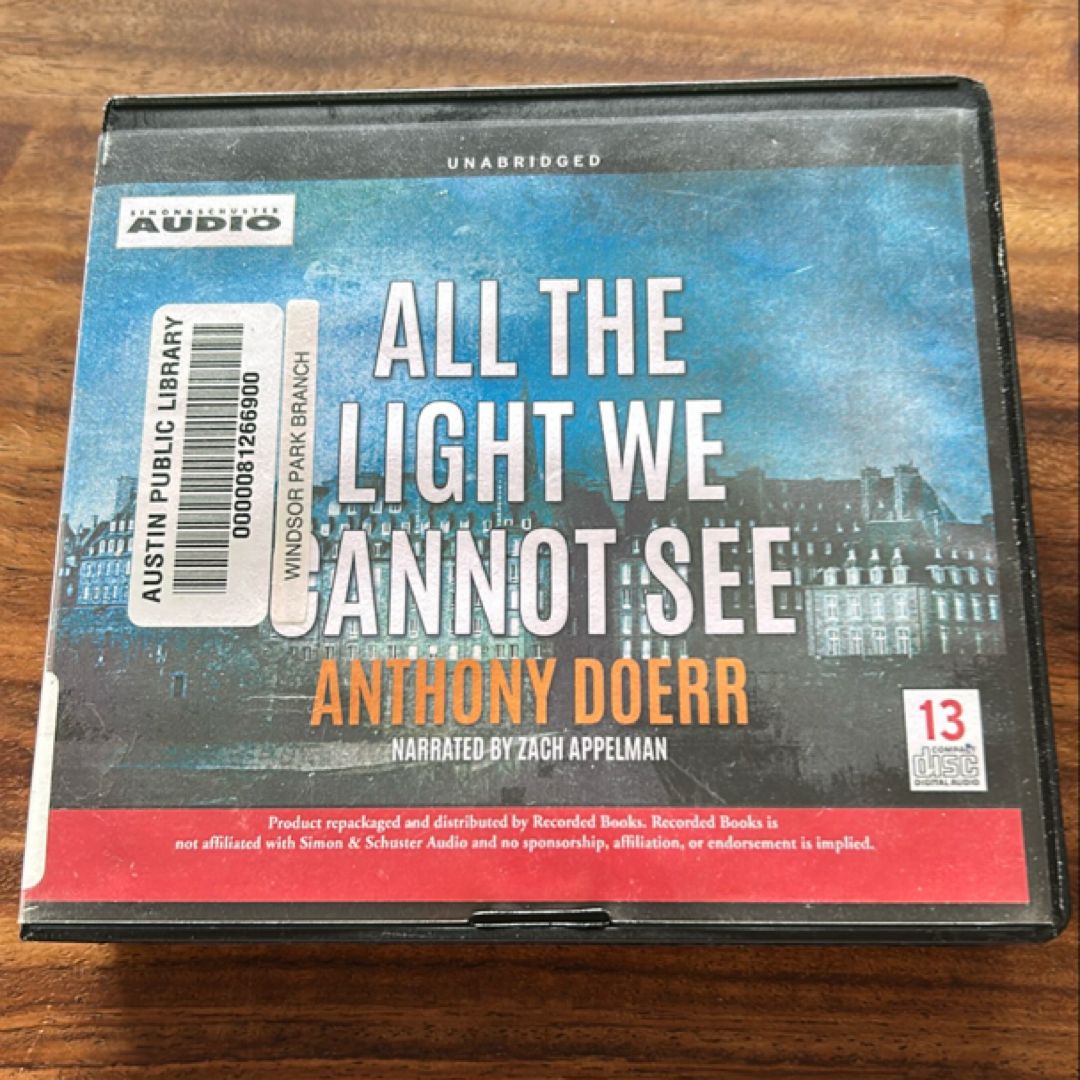 UNABRIDGED
SIMON & SCHUSTER
AUDIO
ALL THE
LIGHT WE
CANNOT SEE
ANTHONY DOERR
NARRATED BY ZACH APPELMAN
AUSTIN PUBLIC LIBRARY
0000081266900
WINDSOR PARK BRANCH
13
COMPACT
disc
DIGITAL AUDIO
Product repackaged and distributed by Recorded Books. Recorded Books is
not affiliated with Simon & Schuster Audio and no sponsorship, affiliation, or endorsement is implied.